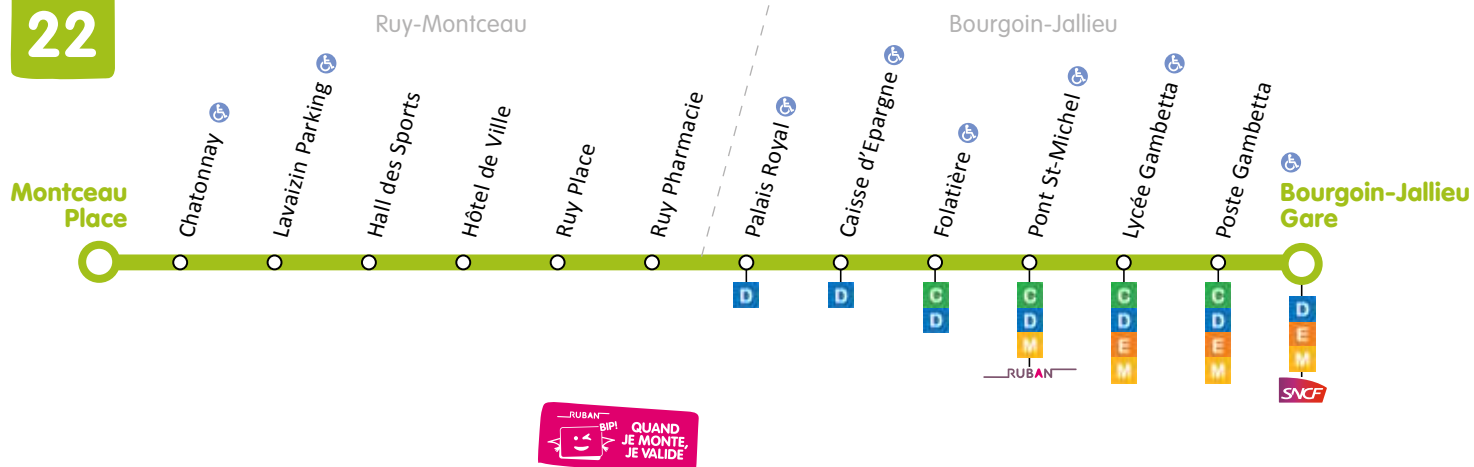 22
Ruy-Montceau
Bourgoin-Jallieu
Montceau
Place
Chatonnay
Lavaizin Parking
Hall des Sports
Hôtel de Ville
Ruy Place
Ruy Pharmacie
Palais Royal
Caisse d'Epargne
Folatière
Pont St-Michel
Lycée Gambetta
Poste Gambetta
Bourgoin-Jallieu
Gare
D
D
C
D
C
D
M
RUBAN
C
D
E
M
C
D
E
M
D
E
M
SNCF
RUBAN
BIP!
QUAND
JE MONTE,
JE VALIDE